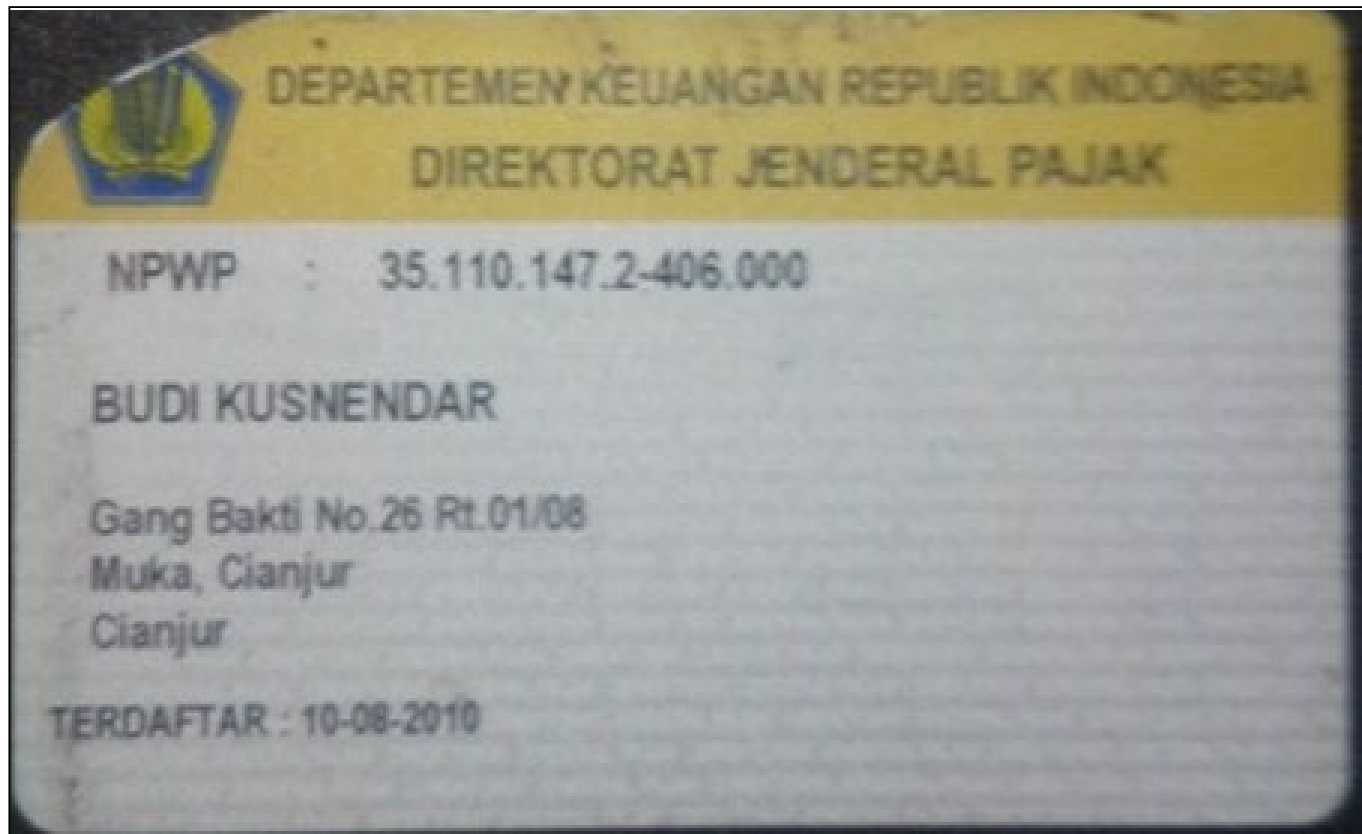 DEPARTEMEN KEUANGAN REPUBLIK INDONESIA
DIREKTORAT JENDERAL PAJAK
NPWP : 35.110.147.2-406.000
BUDI KUSNENDAR
Gang Bakti No.26 Rt.01/08
Muka, Cianjur
Cianjur
TERDAFTAR : 10-08-2010